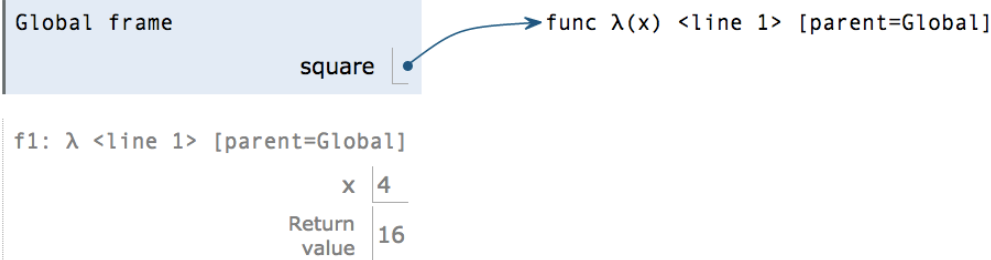 Global frame
func λ(x) <line 1> [parent=Global]
square
f1: λ <line 1> [parent=Global]
x 4
Return
value 16